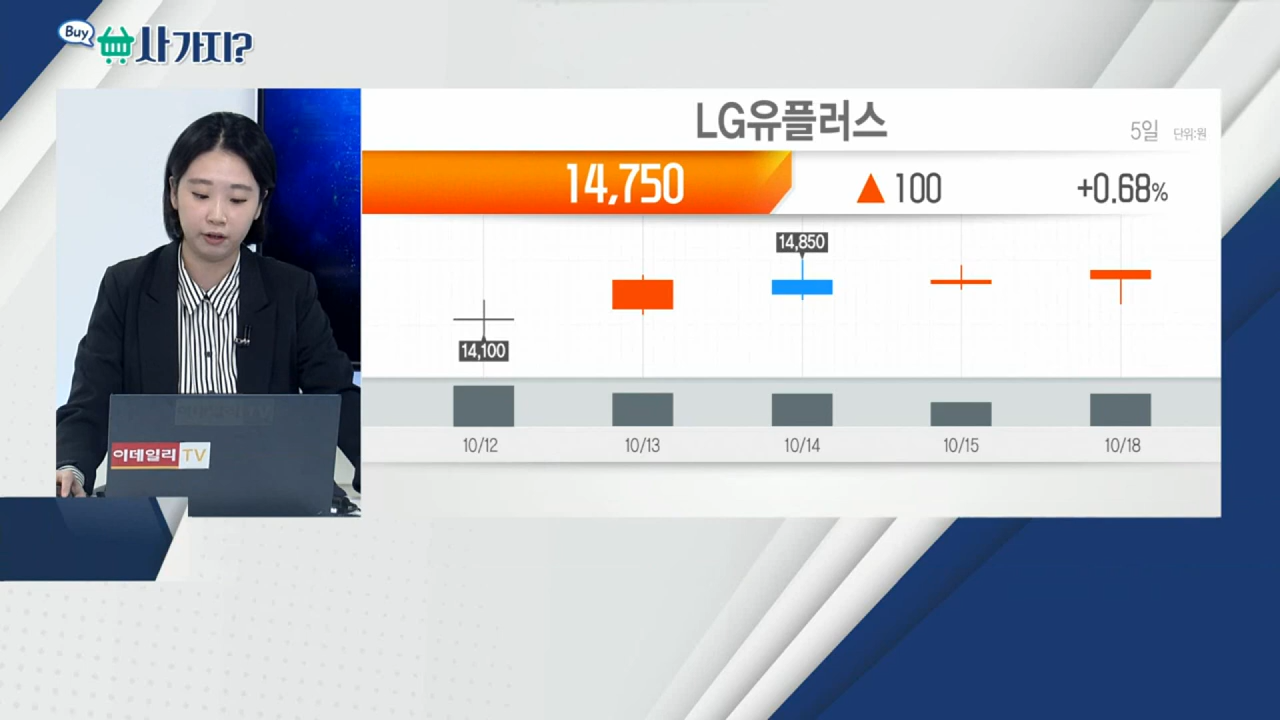 Buy
사가지?
LG유플러스
5일 단위:원
14,750 ▲ 100 +0.68%
14,850
14,100
10/12 10/13 10/14 10/15 10/18
이데일리 TV